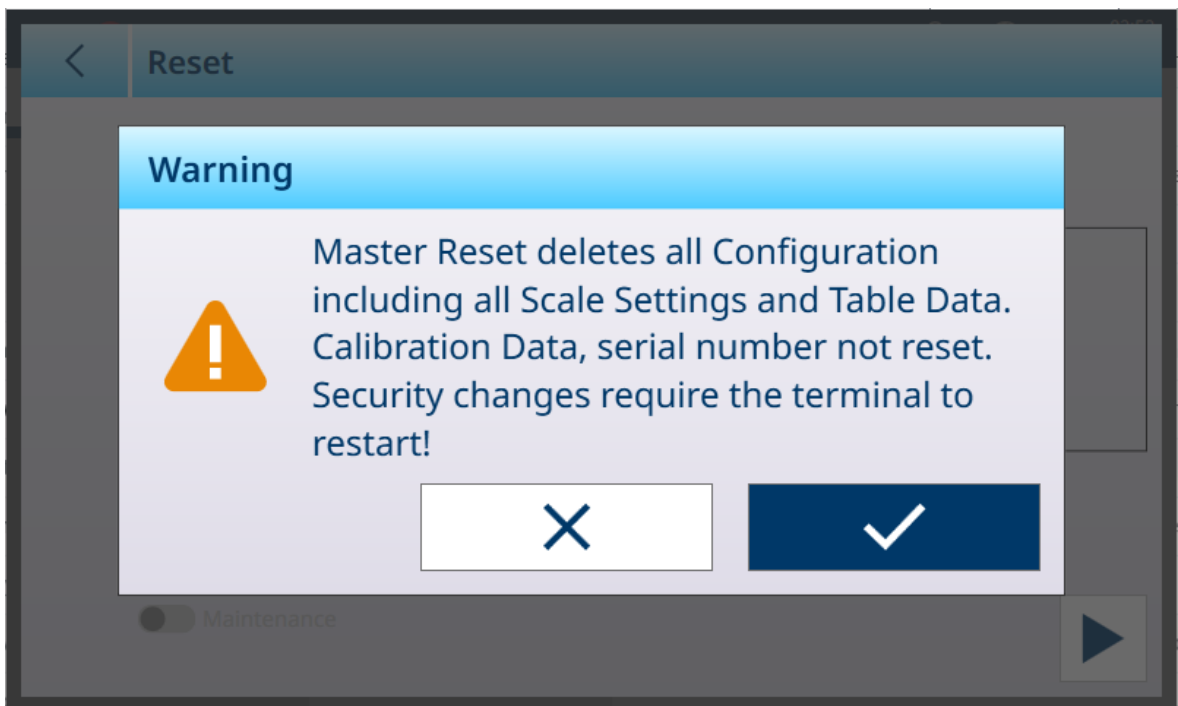 Reset
Warning
Master Reset deletes all Configuration
including all Scale Settings and Table Data.
Calibration Data, serial number not reset.
Security changes require the terminal to
restart!
Maintenance